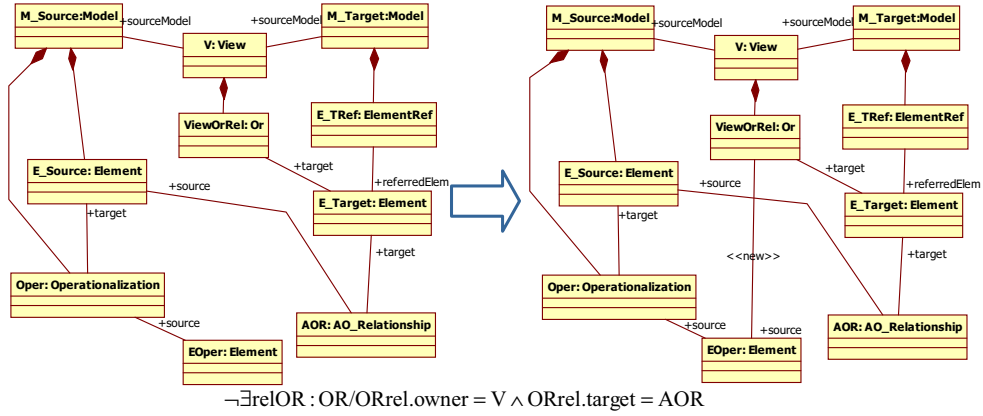 M_Source:Model
+sourceModel
V: View
+sourceModel
M_Target:Model
ViewOrRel: Or
E_TRef: ElementRef
+target
E_Source: Element
+source
+referredElem
+target
E_Target: Element
+target
Oper: Operationalization
+source
AOR: AO_Relationship
EOper: Element
M_Source:Model
+sourceModel
V: View
+sourceModel
M_Target:Model
E_TRef: ElementRef
ViewOrRel: Or
+target
E_Source: Element
+source
+referredElem
+target
E_Target: Element
<<new>>
+target
Oper: Operationalization
+source
+source
AOR: AO_Relationship
EOper: Element
¬∃relOR : OR/ORrel.owner = V ∧ ORrel.target = AOR